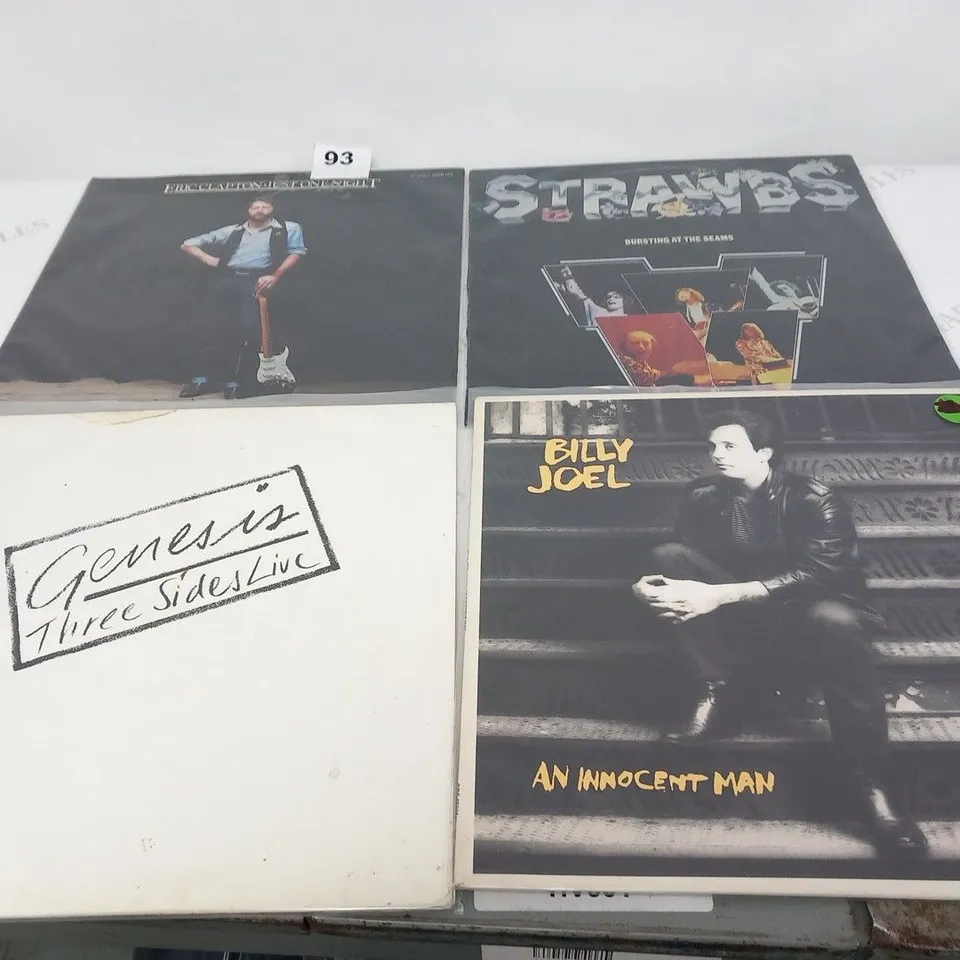 93
ERIC CLAPTON JUST ONE NIGHT
STRAWBS
BURSTING AT THE SEAMS
Genesis
Three Sides Live
BILLY
JOEL
AN INNOCENT MAN